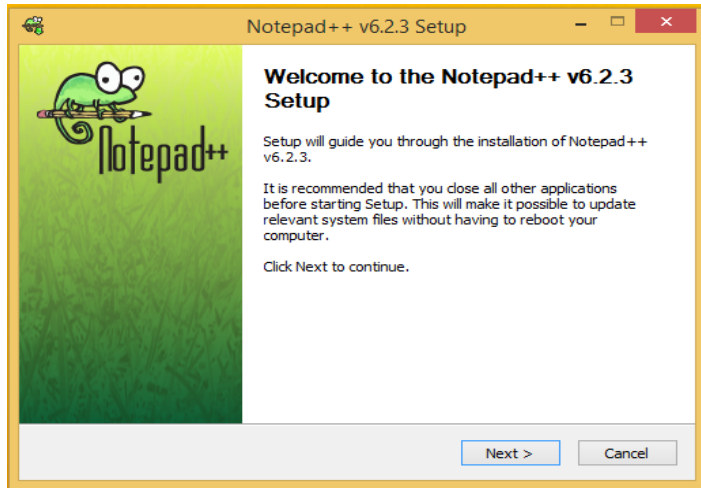 Notepad++ v6.2.3 Setup
Notepad++
Welcome to the Notepad++ v6.2.3
Setup
Setup will guide you through the installation of Notepad++
v6.2.3.
It is recommended that you close all other applications
before starting Setup. This will make it possible to update
relevant system files without having to reboot your
computer.
Click Next to continue.
Next >
Cancel